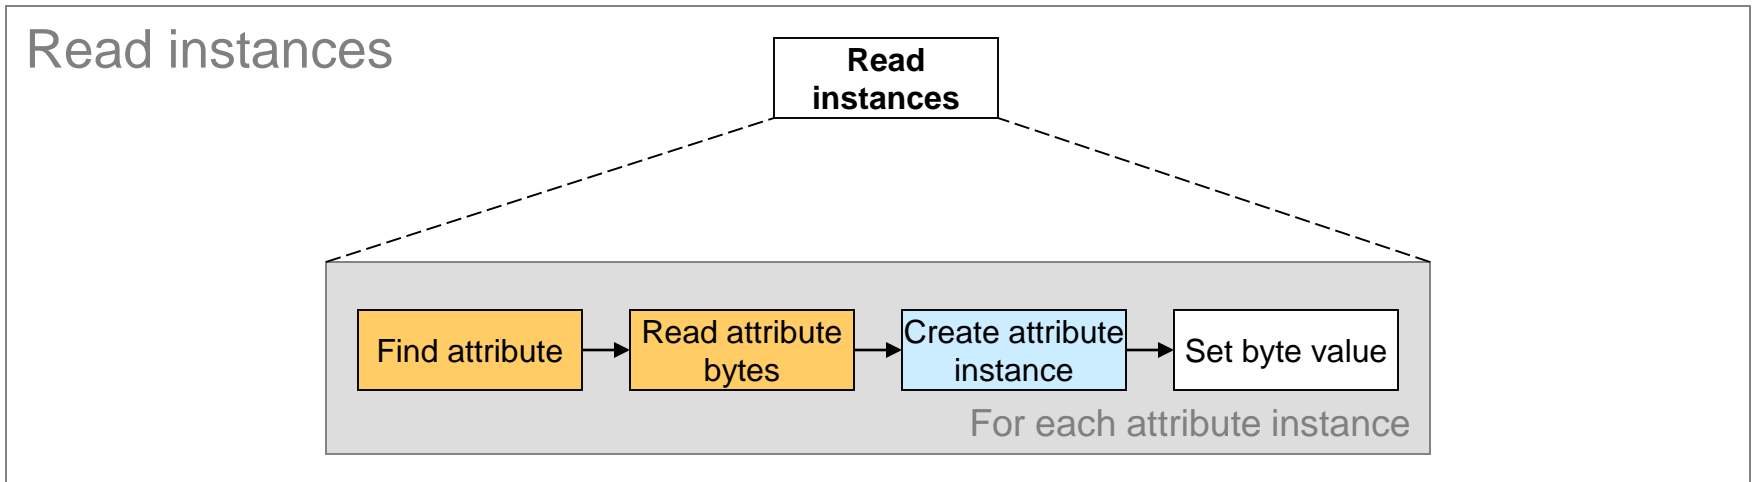 Read instances
Read
instances
Find attribute
Read attribute
bytes
Create attribute
instance
Set byte value
For each attribute instance